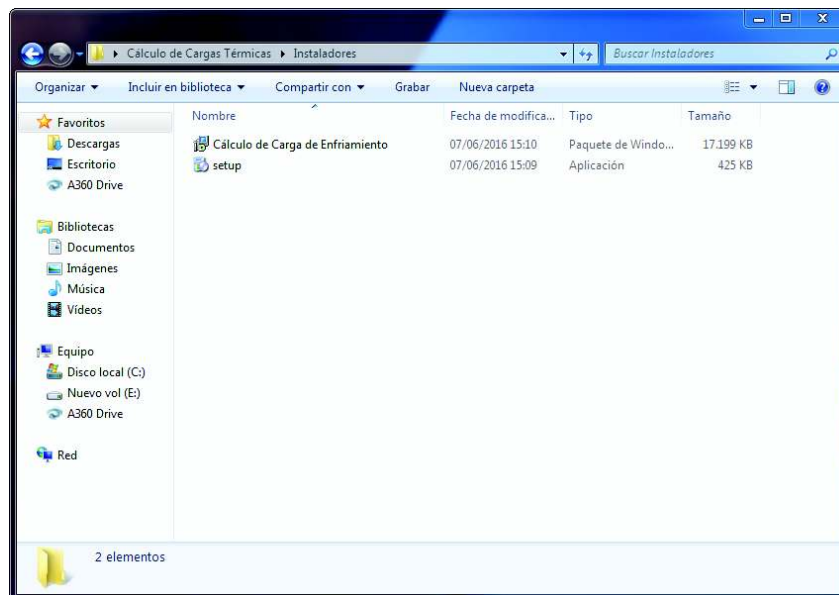 Cálculo de Cargas Térmicas Instaladores Buscar Instaladores
Organizar Incluir en biblioteca Compartir con Grabar Nueva carpeta
Favoritos
Descargas
Escritorio
A360 Drive
Bibliotecas
Documentos
Imágenes
Música
Vídeos
Equipo
Disco local (C:)
Nuevo vol (E:)
A360 Drive
Red
Nombre Fecha de modifica... Tipo Tamaño
Cálculo de Carga de Enfriamiento 07/06/2016 15:10 Paquete de Windo... 17.199 KB
setup 07/06/2016 15:09 Aplicación 425 KB
2 elementos